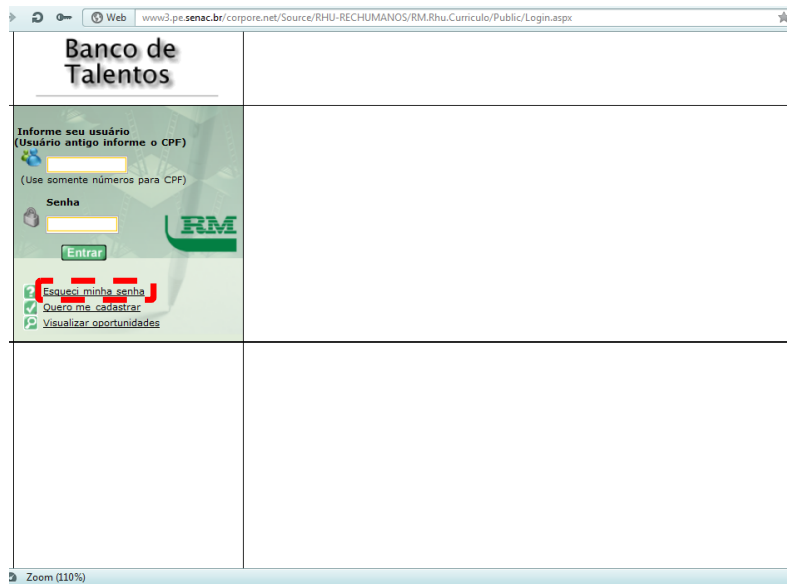 Web www3.pe.senac.br/corpore.net/Source/RHU-RECHUMANOS/RM.Rhu.Curriculo/Public/Login.aspx
Banco de
Talentos
Informe seu usuário
(Usuário antigo informe o CPF)
(Use somente números para CPF)
Senha
RM
Entrar
Esqueci minha senha
Quero me cadastrar
Visualizar oportunidades
Zoom (110%)